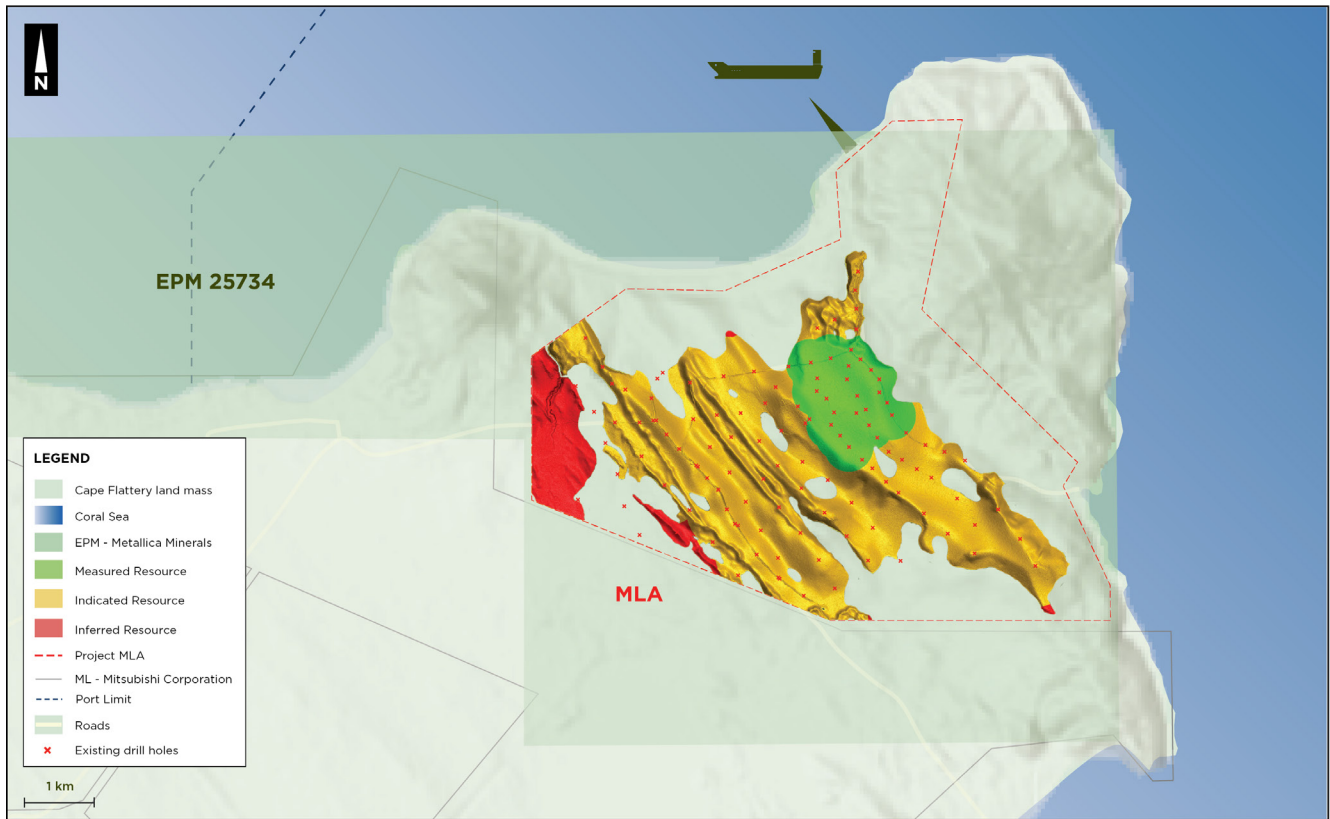 N
EPM 25734
MLA
LEGEND
Cape Flattery land mass
Coral Sea
EPM - Metallica Minerals
Measured Resource
Indicated Resource
Inferred Resource
Project MLA
ML - Mitsubishi Corporation
Port Limit
Roads
Existing drill holes
1 km